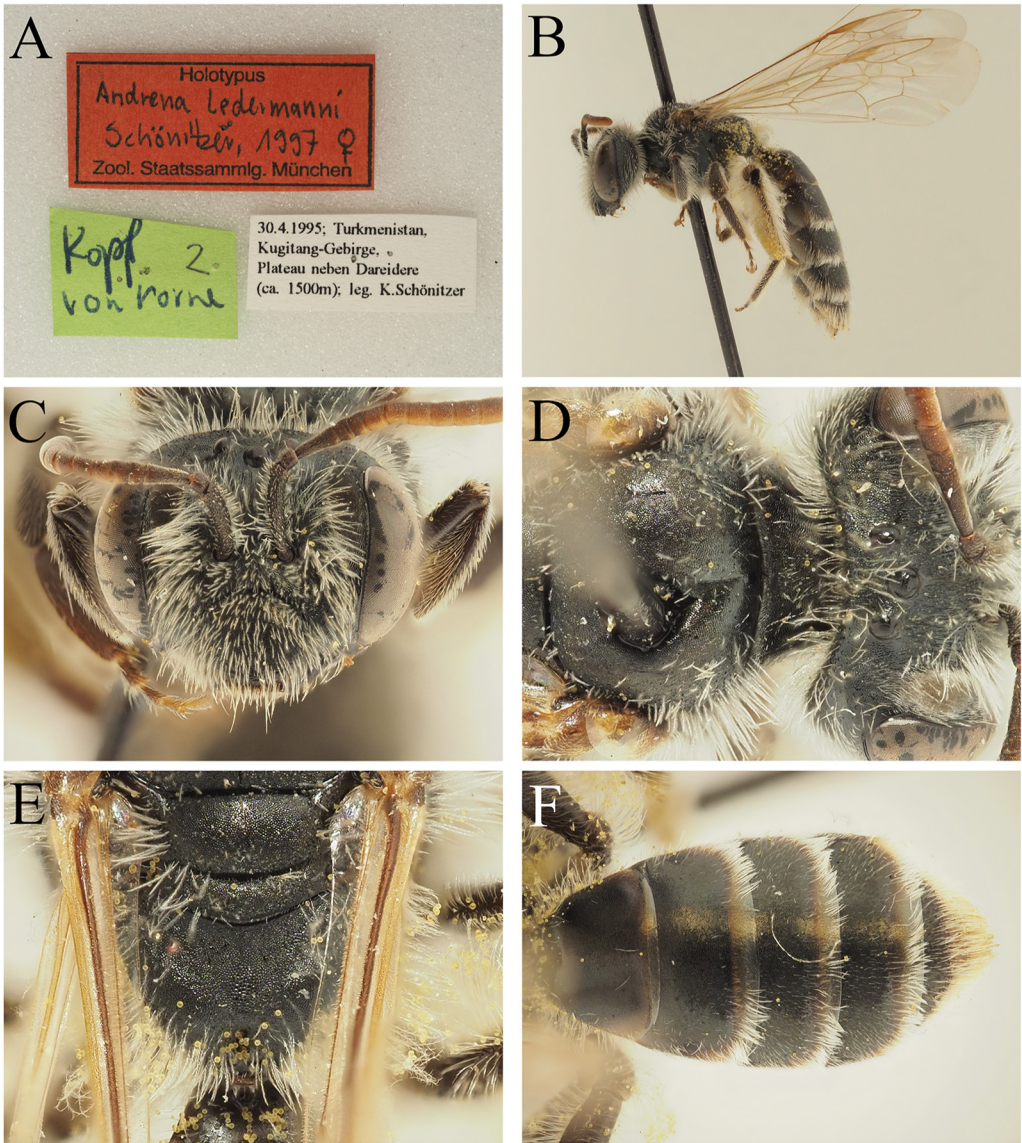 A
Holotypus
Andrena ledermanni
Schönitzer, 1997 ♀
Zool. Staatssammlg. München
Kopf 2.
von vorne
30.4.1995; Turkmenistan,
Kugitang-Gebirge,
Plateau neben Dareidere
(ca. 1500m); leg. K.Schönitzer
B
C
D
E
F